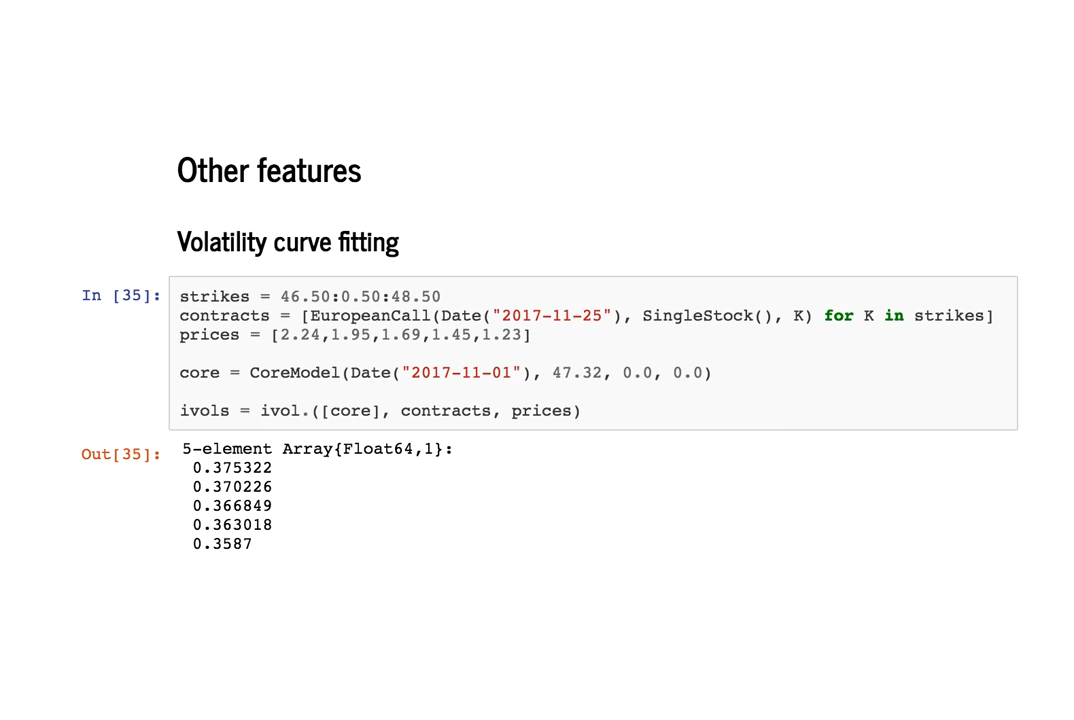 Other features
Volatility curve fitting
In [35]:
strikes = 46.50:0.50:48.50
contracts = [EuropeanCall(Date("2017-11-25"), SingleStock(), K) for K in strikes]
prices = [2.24,1.95,1.69,1.45,1.23]
core = CoreModel(Date("2017-11-01"), 47.32, 0.0, 0.0)
ivols = ivol.([core], contracts, prices)
Out[35]:
5-element Array{Float64,1}:
0.375322
0.370226
0.366849
0.363018
0.3587